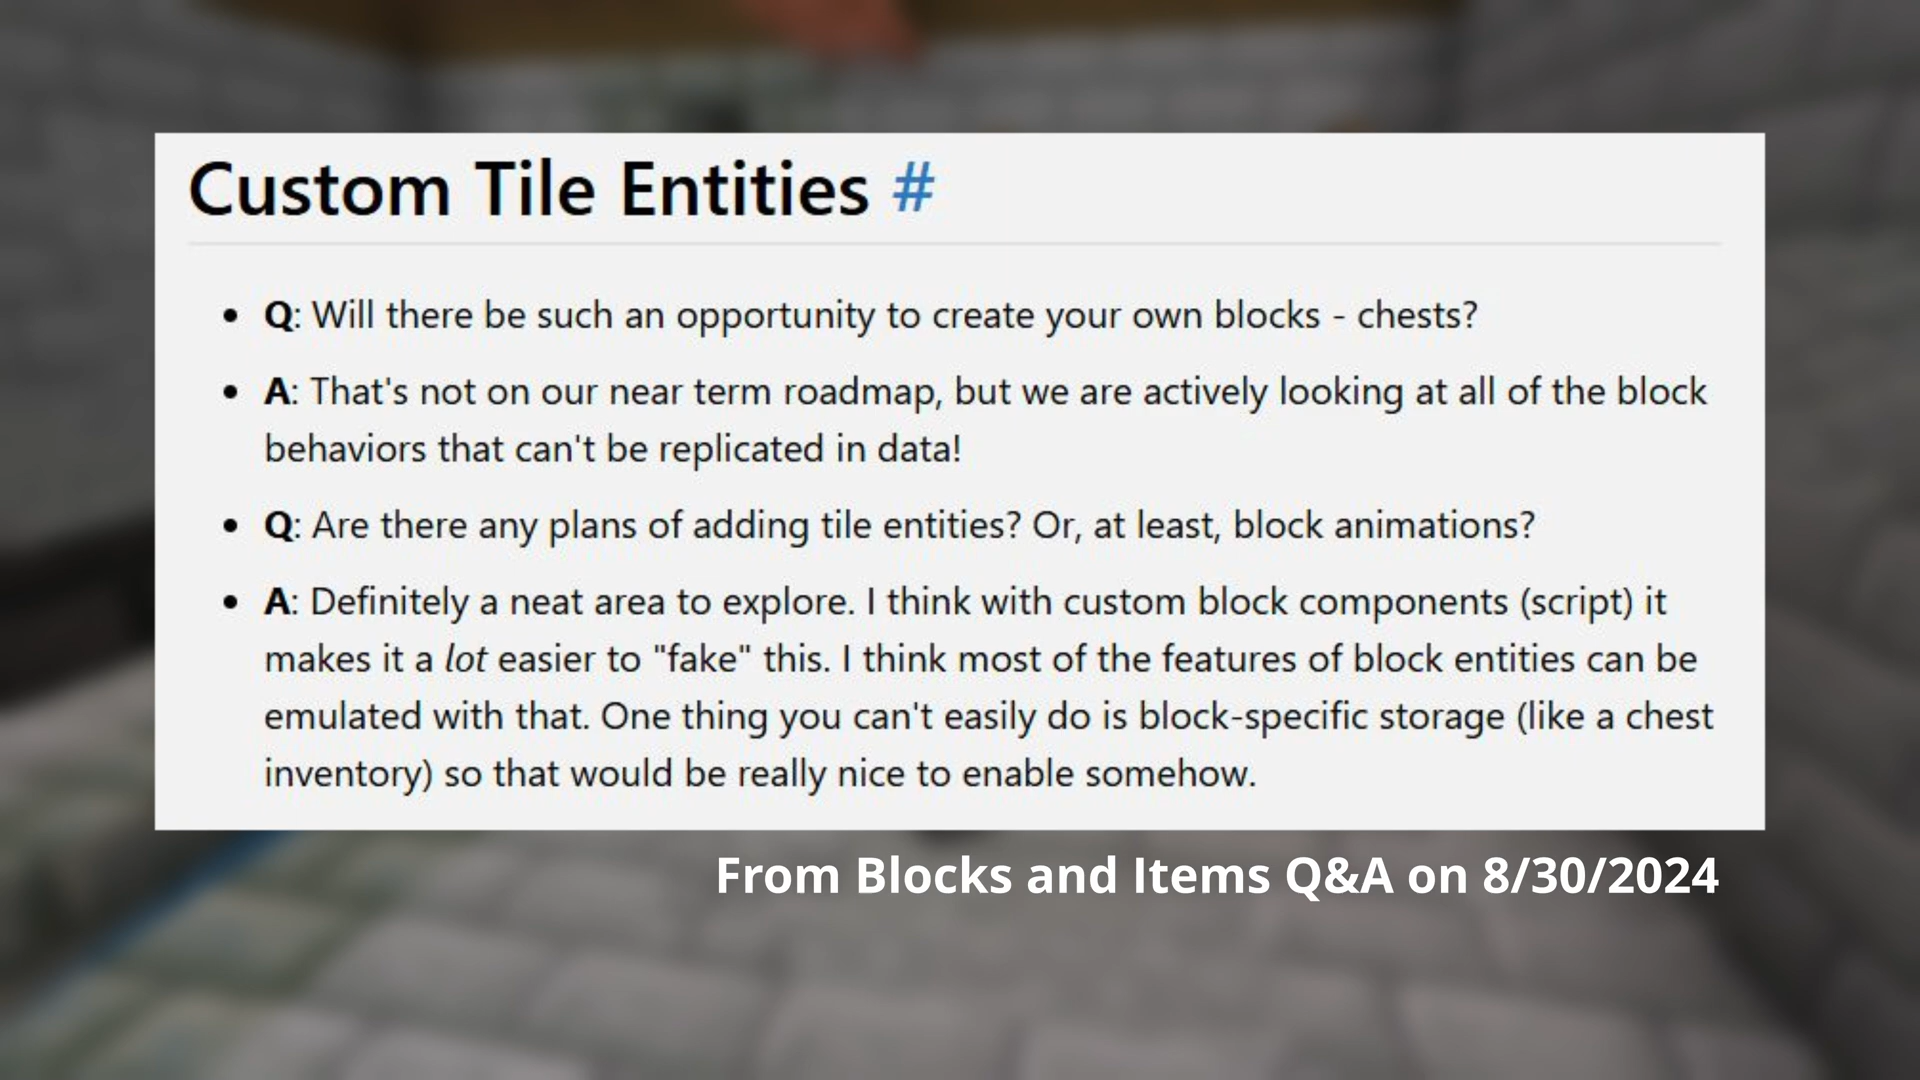 Custom Tile Entities #
• Q: Will there be such an opportunity to create your own blocks - chests?
• A: That's not on our near term roadmap, but we are actively looking at all of the block
behaviors that can't be replicated in data!
• Q: Are there any plans of adding tile entities? Or, at least, block animations?
• A: Definitely a neat area to explore. I think with custom block components (script) it
makes it a lot easier to "fake" this. I think most of the features of block entities can be
emulated with that. One thing you can't easily do is block-specific storage (like a chest
inventory) so that would be really nice to enable somehow.
From Blocks and Items Q&A on 8/30/2024